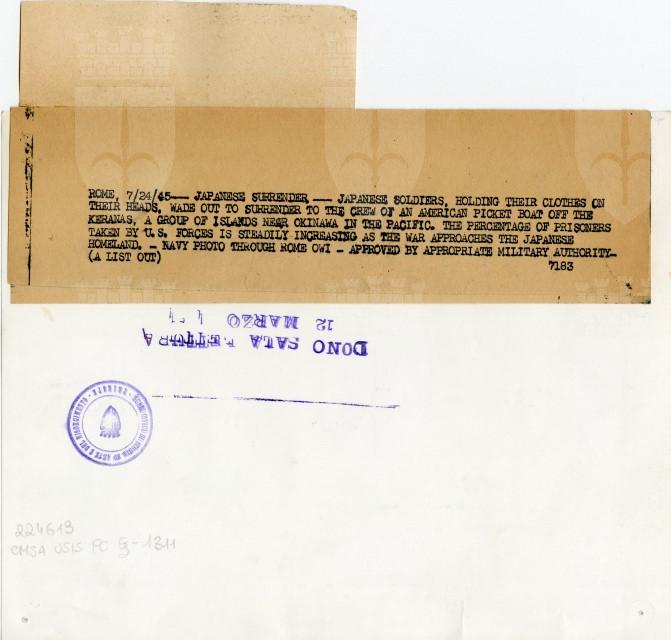 ROME, 7/24/45—— JAPANESE SURRENDER —— JAPANESE SOLDIERS, HOLDING THEIR CLOTHES ON
THEIR HEADS, WADE OUT TO SURRENDER TO THE CREW OF AN AMERICAN PICKET BOAT OFF THE
KERANAS, A GROUP OF ISLANDS NEAR OKINAWA IN THE PACIFIC. THE PERCENTAGE OF PRISONERS
TAKEN BY U.S. FORCES IS STEADILY INCREASING AS THE WAR APPROACHES THE JAPANESE
HOMELAND. - NAVY PHOTO THROUGH ROME OWI - APPROVED BY APPROPRIATE MILITARY AUTHORITY-
(A LIST OUT)
7183
DONO SALA LETTURA
12 MARZO
TRIESTE
224619
CMSA USIS FC G-1311